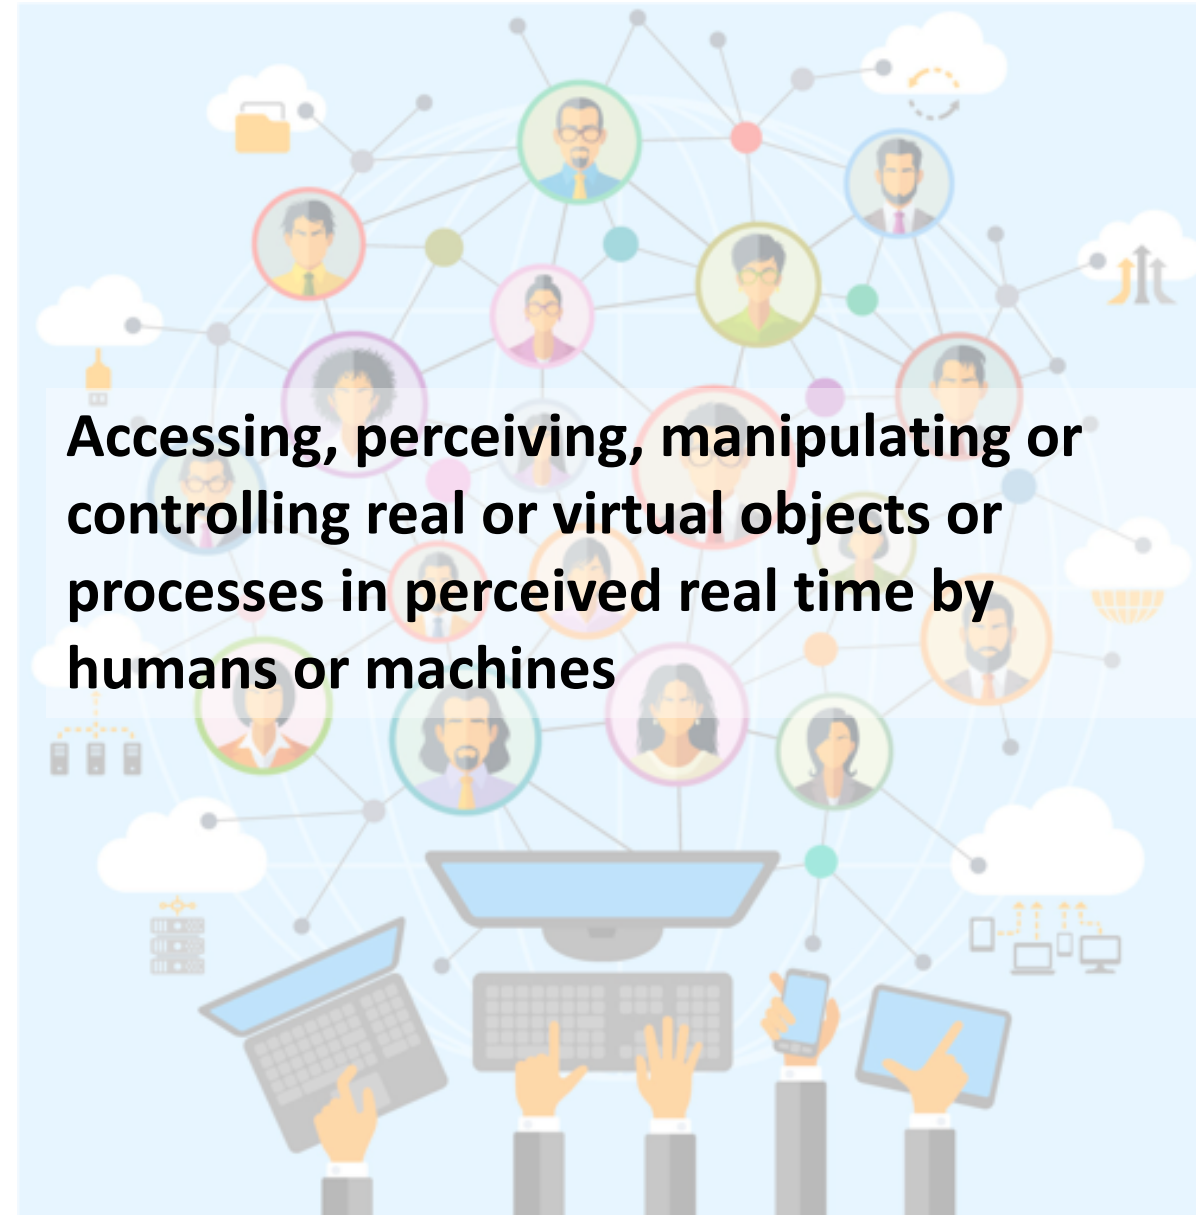 Accessing, perceiving, manipulating or
controlling real or virtual objects or
processes in perceived real time by
humans or machines